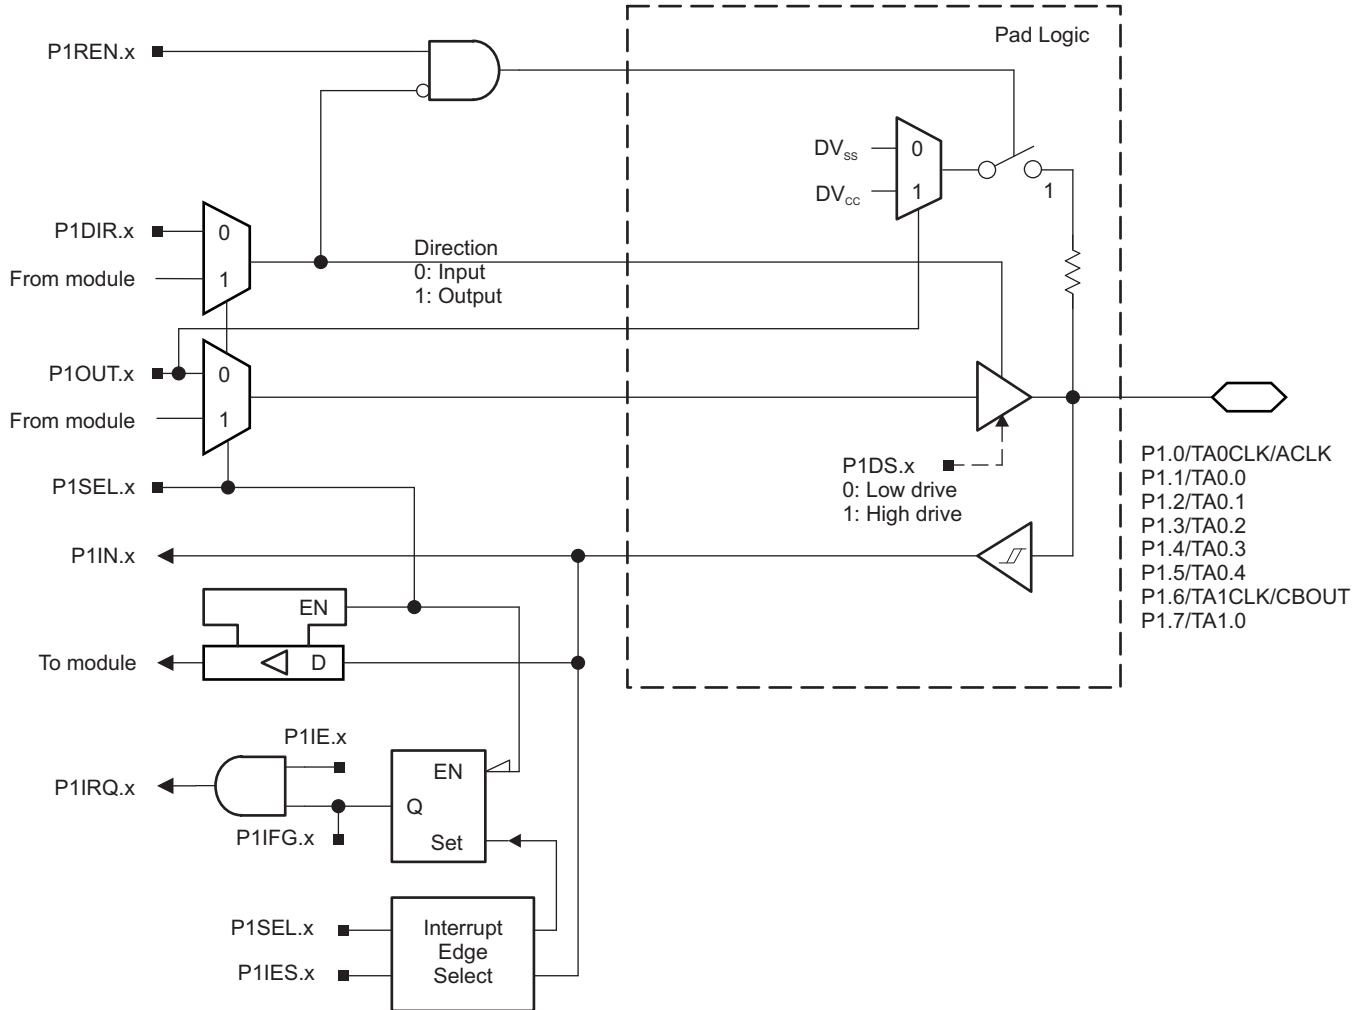 Pad Logic
P1REN.x
DVSS
0
DVCC
1
1
P1DIR.x
0
From module
1
Direction
0: Input
1: Output
P1OUT.x
0
From module
1
P1SEL.x
P1DS.x
0: Low drive
1: High drive
P1.0/TA0CLK/ACLK
P1.1/TA0.0
P1.2/TA0.1
P1.3/TA0.2
P1.4/TA0.3
P1.5/TA0.4
P1.6/TA1CLK/CBOUT
P1.7/TA1.0
P1IN.x
EN
To module
D
P1IE.x
P1IRQ.x
EN
Q
P1IFG.x
Set
P1SEL.x
P1IES.x
Interrupt
Edge
Select